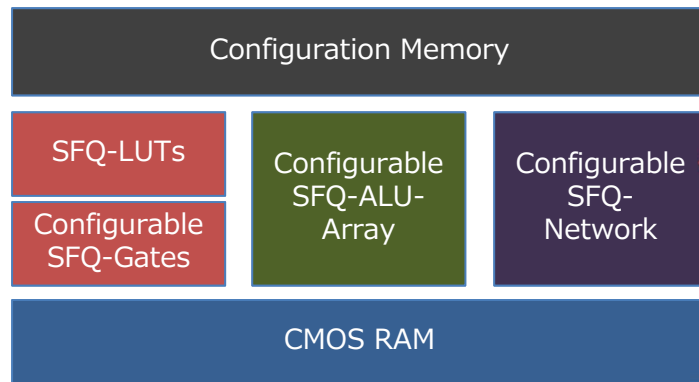 Configuration Memory
SFQ-LUTs
Configurable
SFQ-Gates
Configurable
SFQ-ALU-
Array
Configurable
SFQ-
Network
CMOS RAM